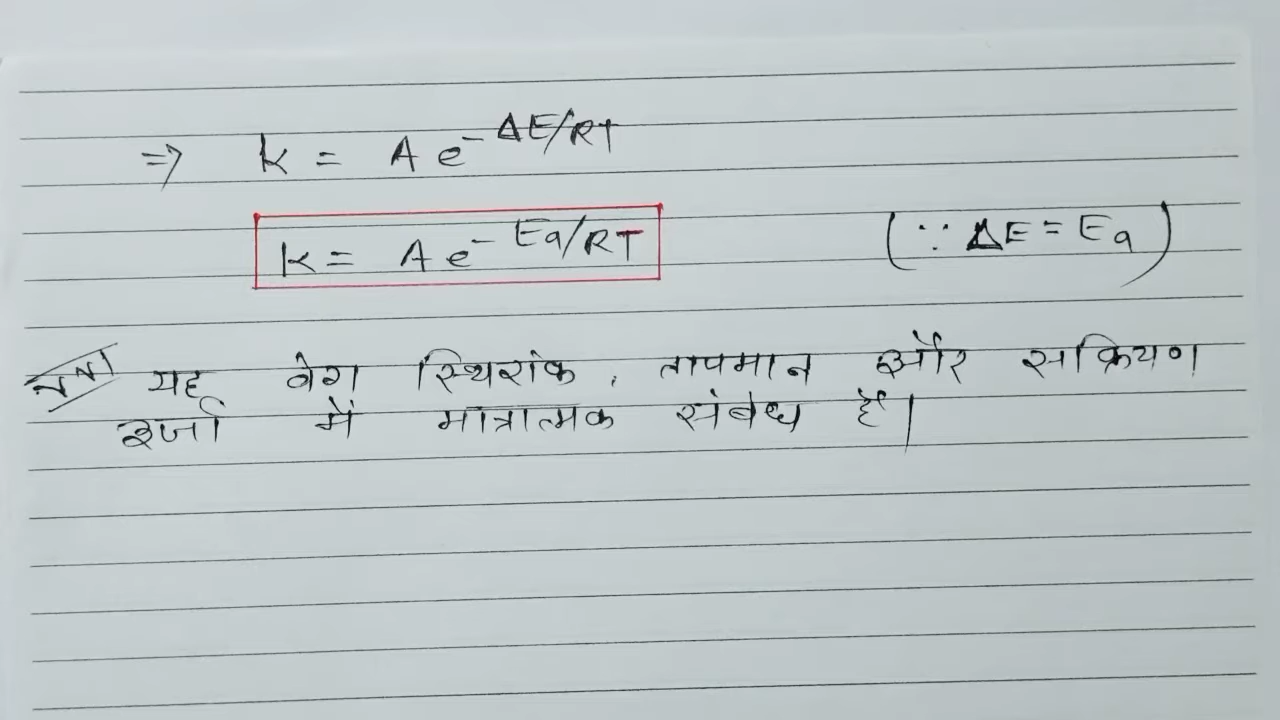 ⇒ k = A e^{-ΔE/RT}
k = A e^{-Ea/RT} (∵ ΔE = Ea)
यह वेग स्थिरांक, तापमान और सक्रियण
ऊर्जा में मात्रात्मक संबंध है।